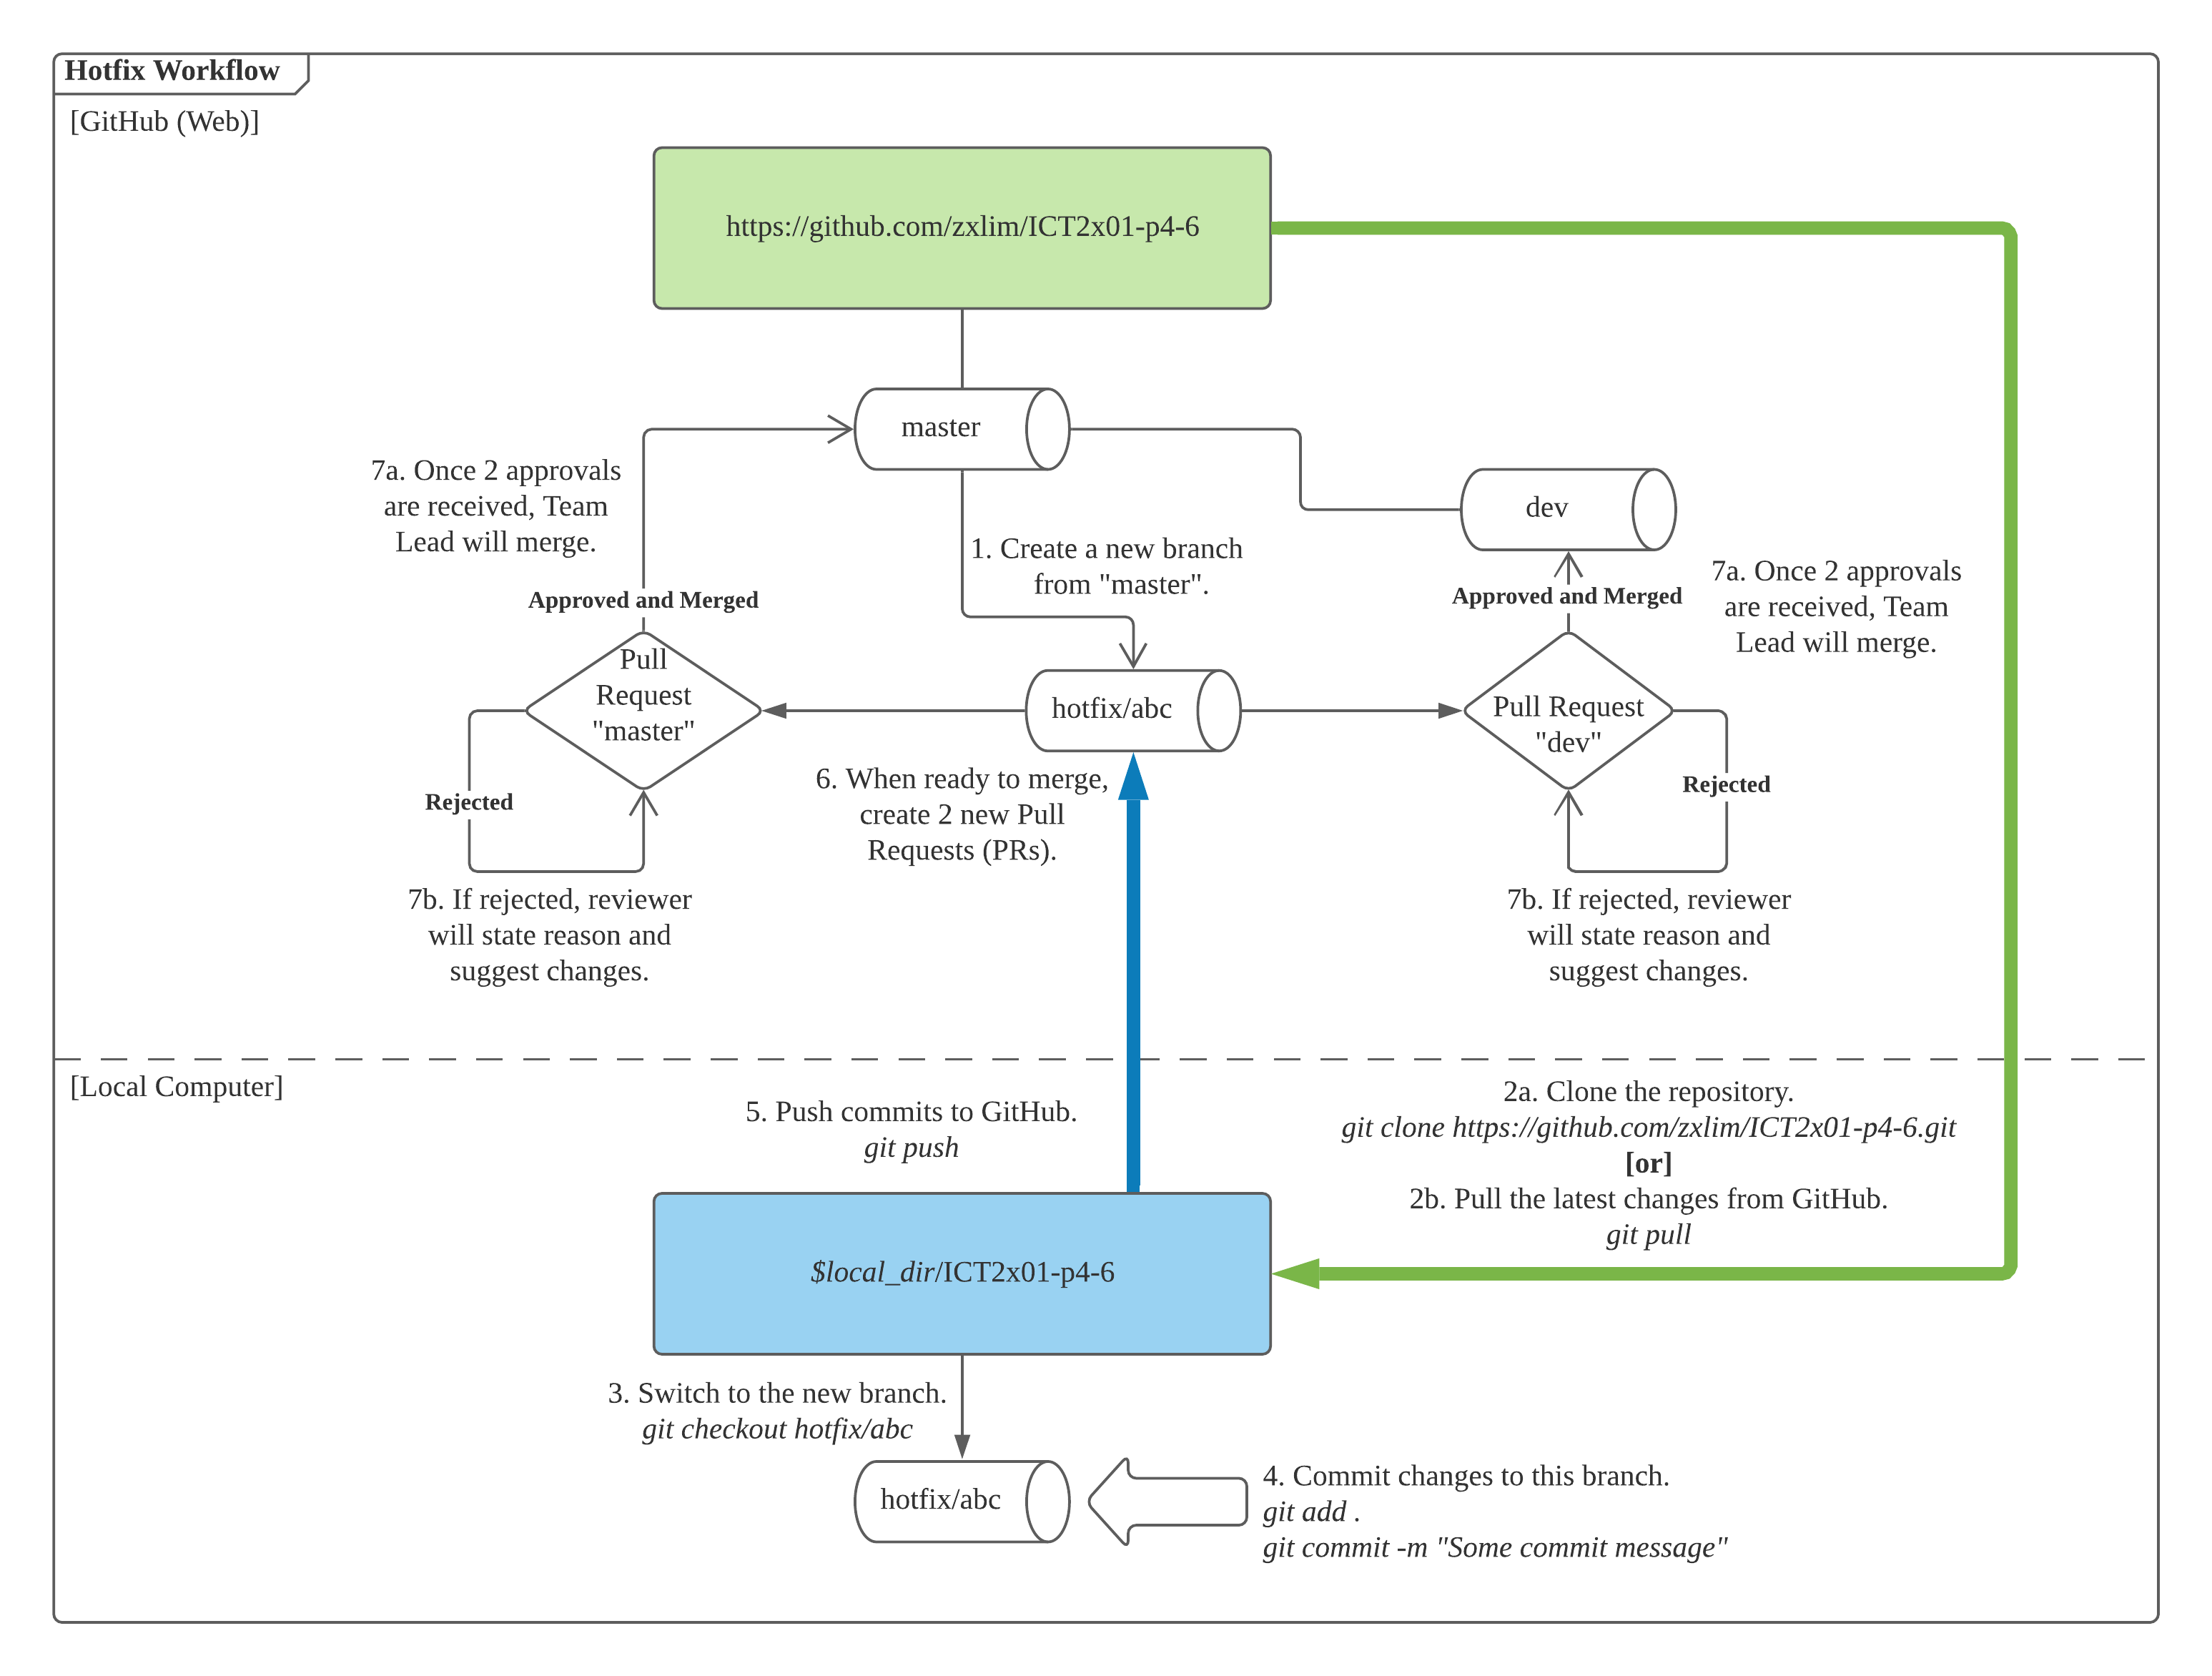 Hotfix Workflow
[GitHub (Web)]
https://github.com/zxlim/ICT2x01-p4-6
master
dev
7a. Once 2 approvals
are received, Team
Lead will merge.
1. Create a new branch
from "master".
7a. Once 2 approvals
are received, Team
Lead will merge.
Approved and Merged
Approved and Merged
Pull
Request
"master"
hotfix/abc
Pull Request
"dev"
Rejected
6. When ready to merge,
create 2 new Pull
Requests (PRs).
Rejected
7b. If rejected, reviewer
will state reason and
suggest changes.
7b. If rejected, reviewer
will state reason and
suggest changes.
[Local Computer]
5. Push commits to GitHub.
git push
2a. Clone the repository.
git clone https://github.com/zxlim/ICT2x01-p4-6.git
[or]
2b. Pull the latest changes from GitHub.
git pull
$local_dir/ICT2x01-p4-6
3. Switch to the new branch.
git checkout hotfix/abc
hotfix/abc
4. Commit changes to this branch.
git add .
git commit -m "Some commit message"